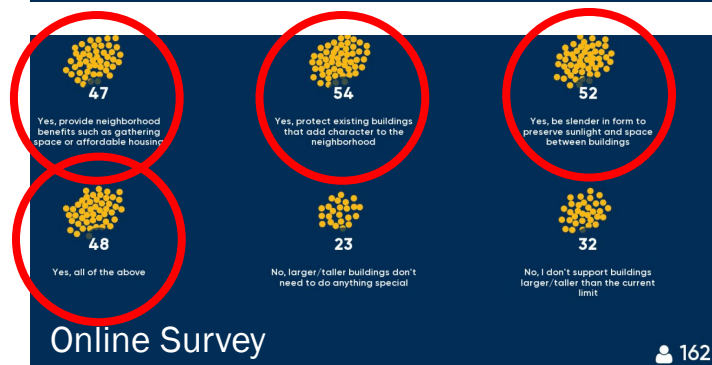 47
Yes, provide neighborhood
benefits such as gathering
space or affordable housing
54
Yes, protect existing buildings
that add character to the
neighborhood
52
Yes, be slender in form to
preserve sunlight and space
between buildings
48
Yes, all of the above
23
No, larger/taller buildings don't
need to do anything special
32
No, I don't support buildings
larger/taller than the current
limit
Online Survey
162